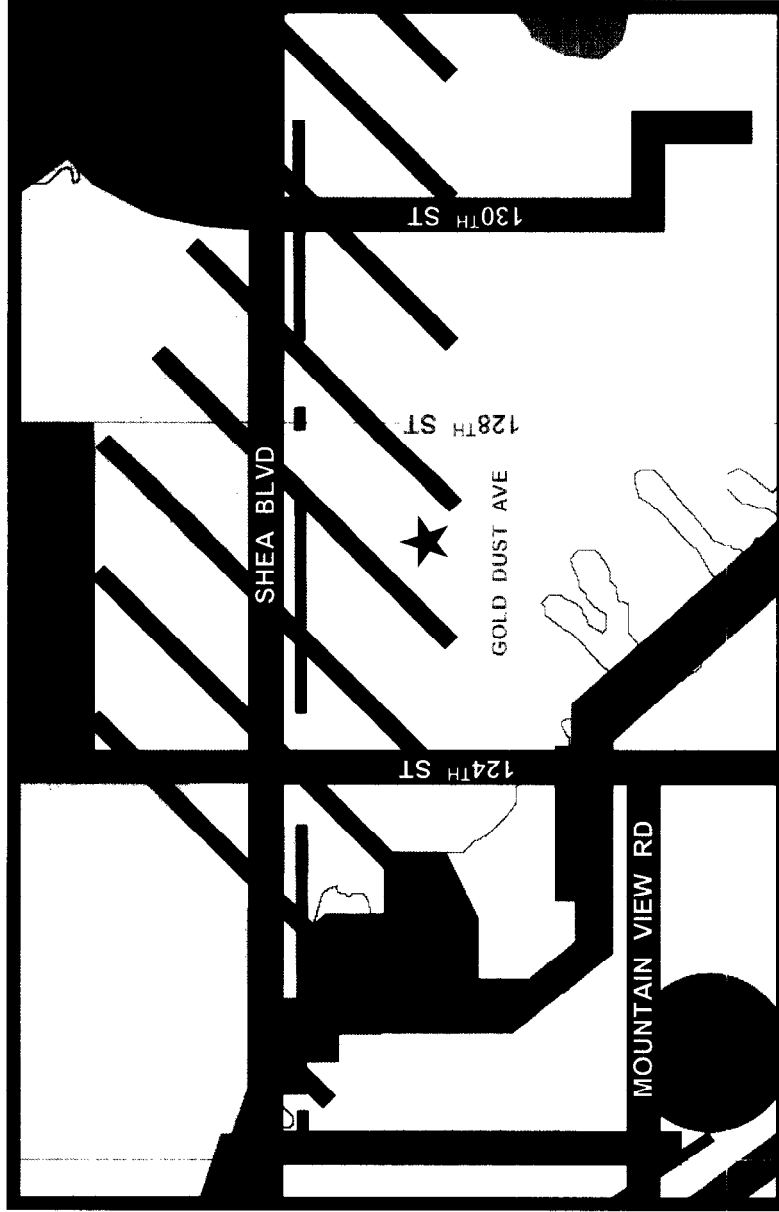 130TH ST
128TH ST
SHEA BLVD
GOLD DUST AVE
124TH ST
MOUNTAIN VIEW RD